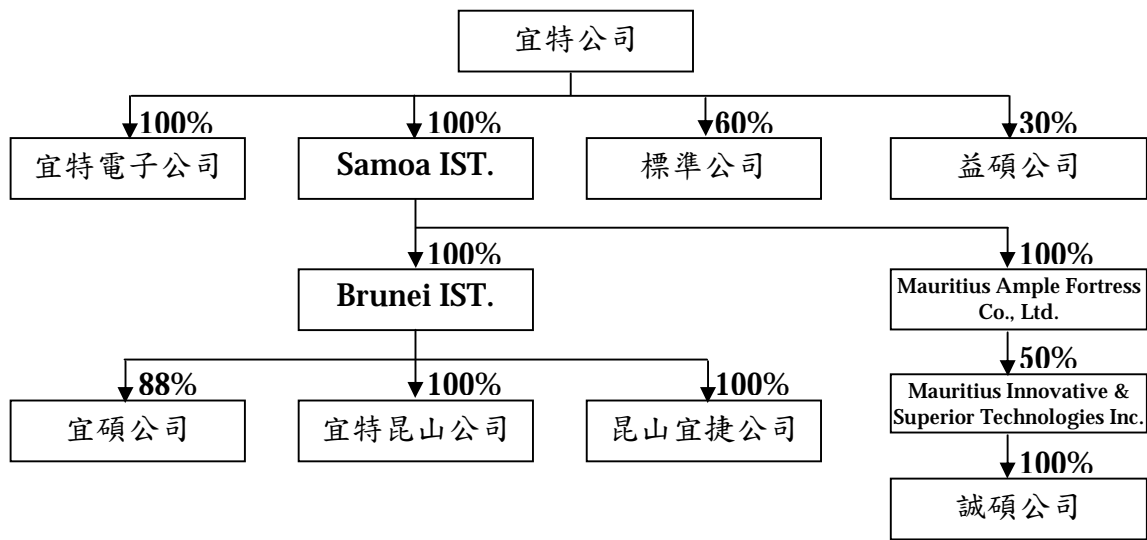 宜特公司
100%
100%
60%
30%
宜特電子公司
Samoa IST.
標準公司
益碩公司
100%
100%
Brunei IST.
Mauritius Ample Fortress
Co., Ltd.
88%
100%
100%
50%
宜碩公司
宜特昆山公司
昆山宜捷公司
Mauritius Innovative &
Superior Technologies Inc.
100%
誠碩公司